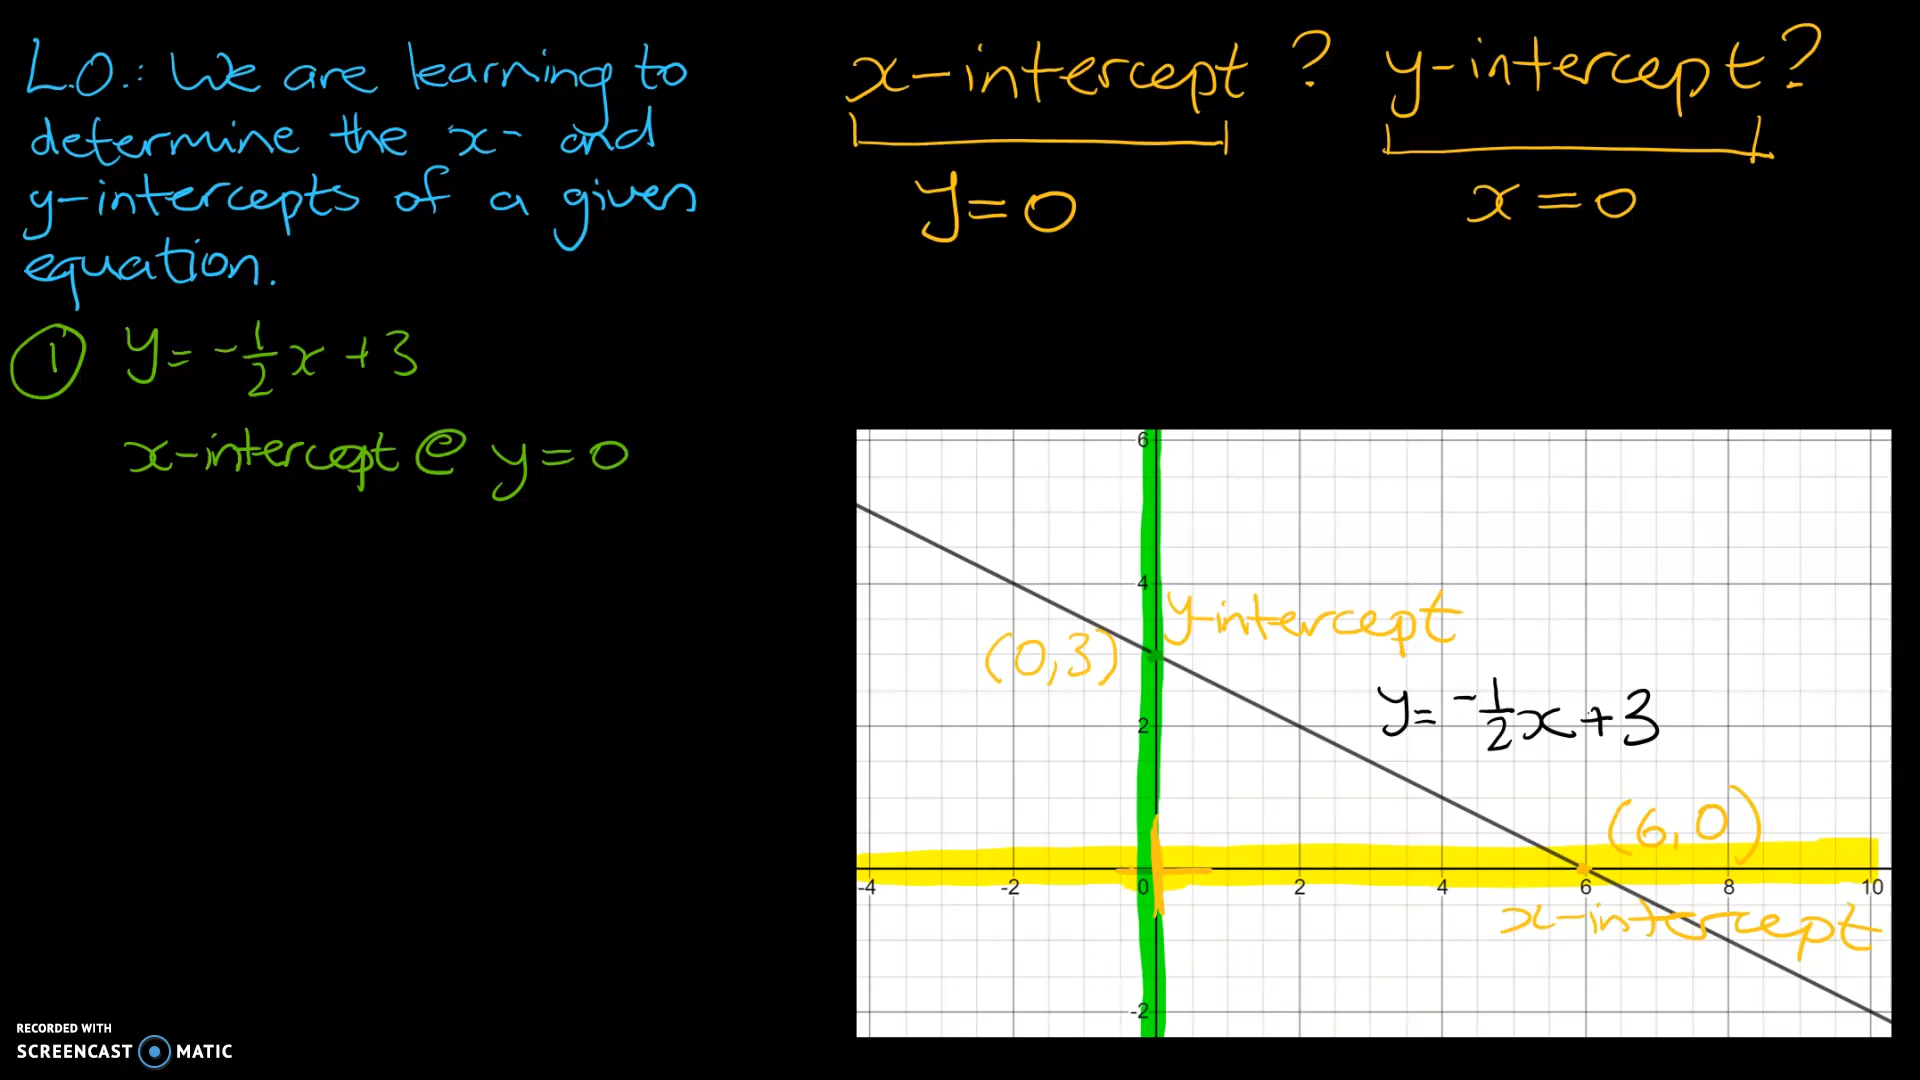 L.O.: We are learning to
determine the x- and
y-intercepts of a given
equation.
x-intercept ? y-intercept ?
y=0 x=0
① y = -1/2 x + 3
x-intercept @ y=0
6
4
y-intercept
(0,3)
y = -1/2 x + 3
2
(6,0)
-4 -2 0 2 4 6 8 10
x-intercept
-2
RECORDED WITH
SCREENCAST MATIC